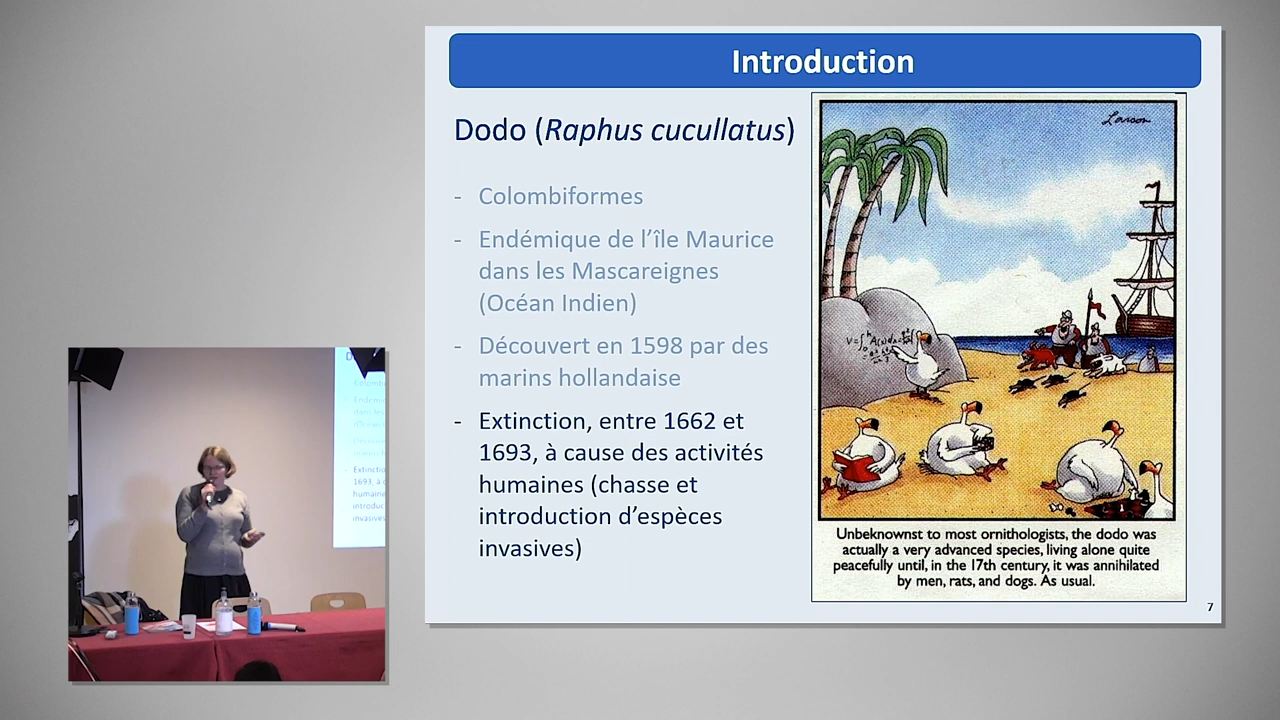 Introduction
Dodo (Raphus cucullatus)
- Colombiformes
- Endémique de l'île Maurice
dans les Mascareignes
(Océan Indien)
- Découvert en 1598 par des
marins hollandaise
- Extinction, entre 1662 et
1693, à cause des activités
humaines (chasse et
introduction d'espèces
invasives)
Larson
Unbeknownst to most ornithologists, the dodo was
actually a very advanced species, living alone quite
peacefully until, in the 17th century, it was annihilated
by men, rats, and dogs. As usual.
7